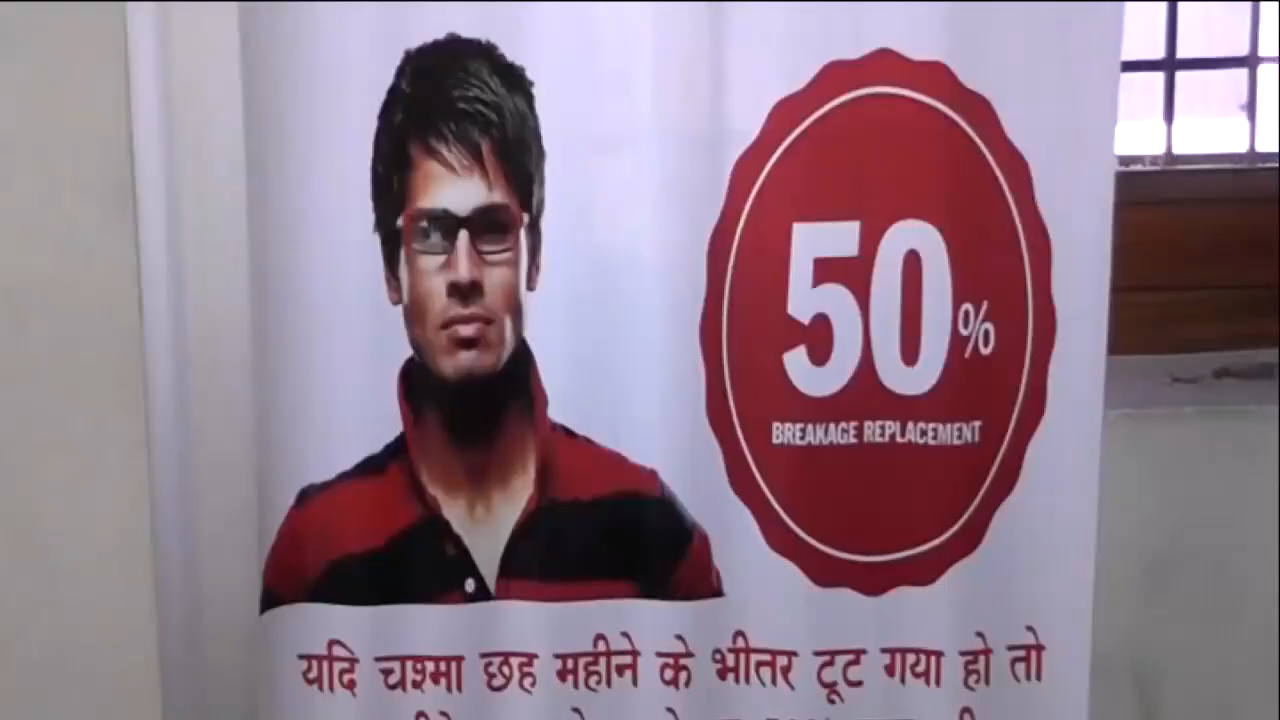 50%
BREAKAGE REPLACEMENT
यदि चश्मा छह महीने के भीतर टूट गया हो तो